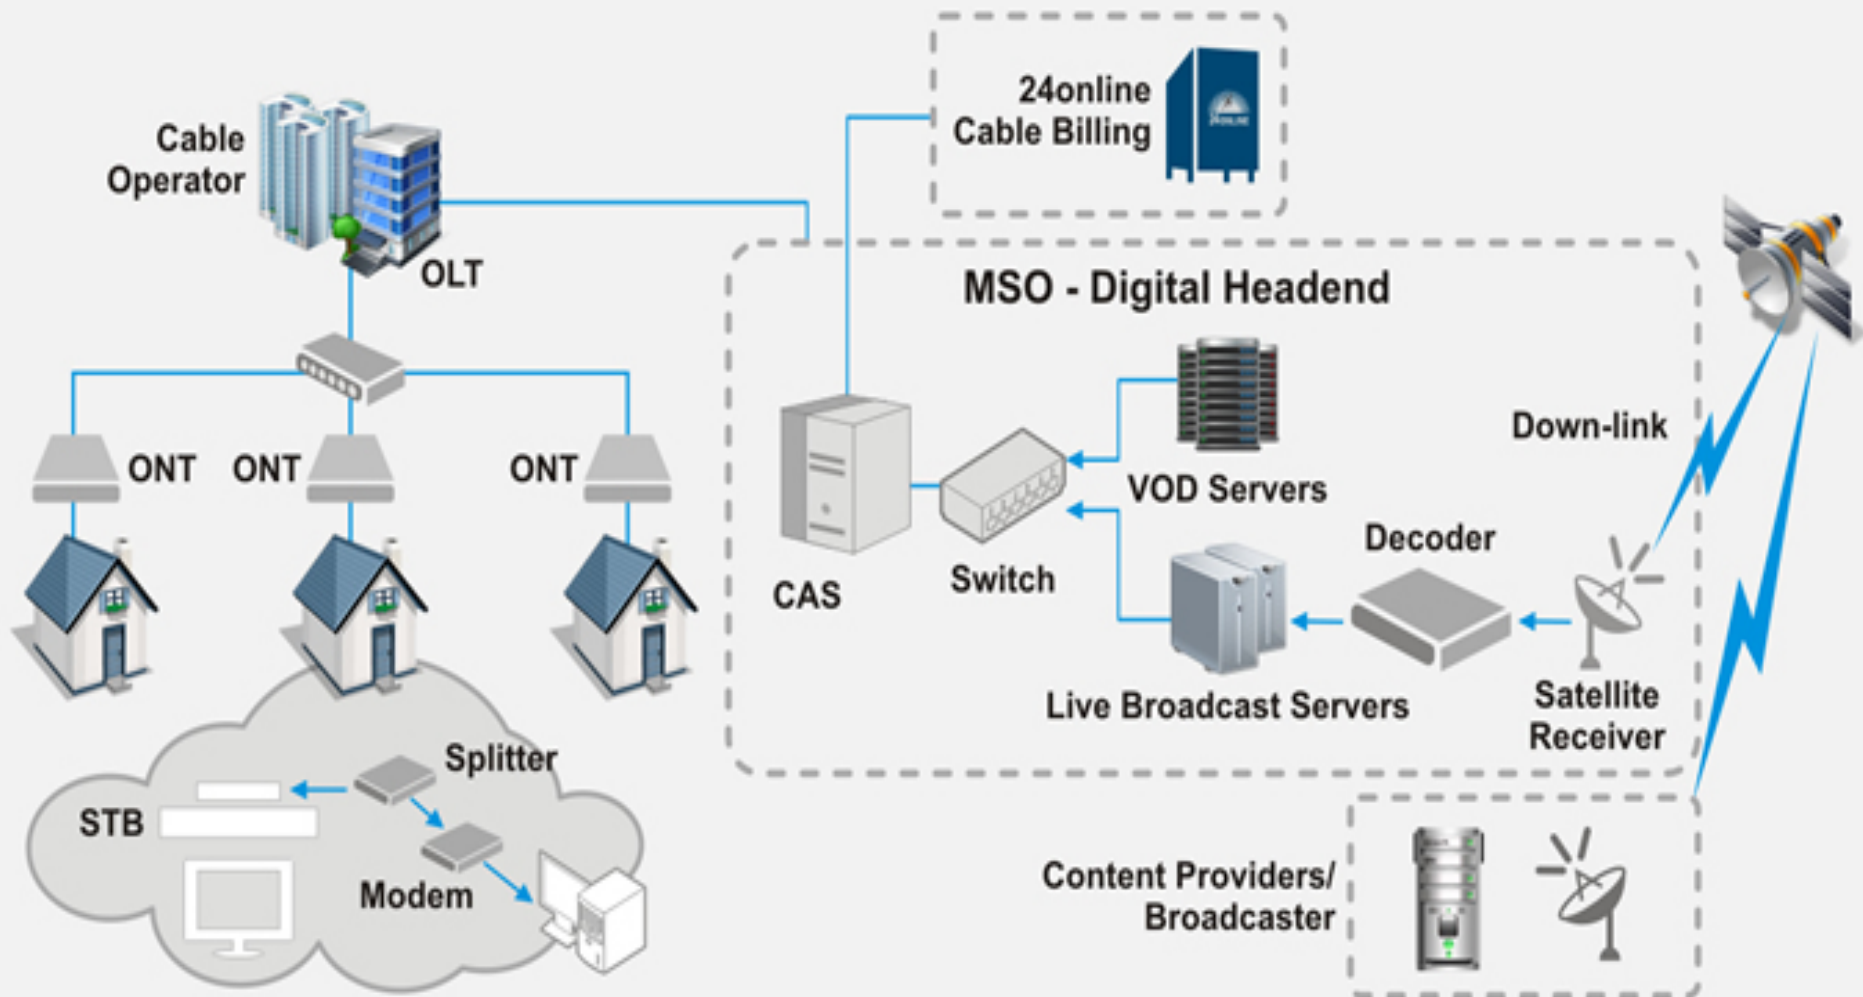 24online
Cable Billing
24ONLINE
Cable
Operator
OLT
MSO - Digital Headend
ONT
ONT
ONT
Down-link
VOD Servers
Decoder
Switch
CAS
Live Broadcast Servers
Satellite
Receiver
Splitter
STB
Modem
Content Providers/
Broadcaster